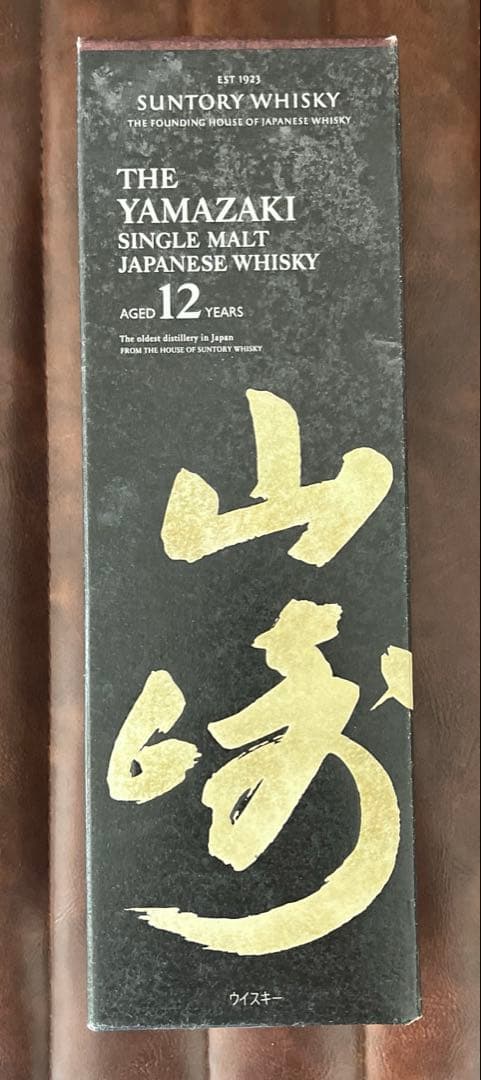 EST 1923
SUNTORY WHISKY
THE FOUNDING HOUSE OF JAPANESE WHISKY
THE
YAMAZAKI
SINGLE MALT
JAPANESE WHISKY
AGED 12 YEARS
The oldest distillery in Japan
FROM THE HOUSE OF SUNTORY WHISKY
山
崎
ウイスキー